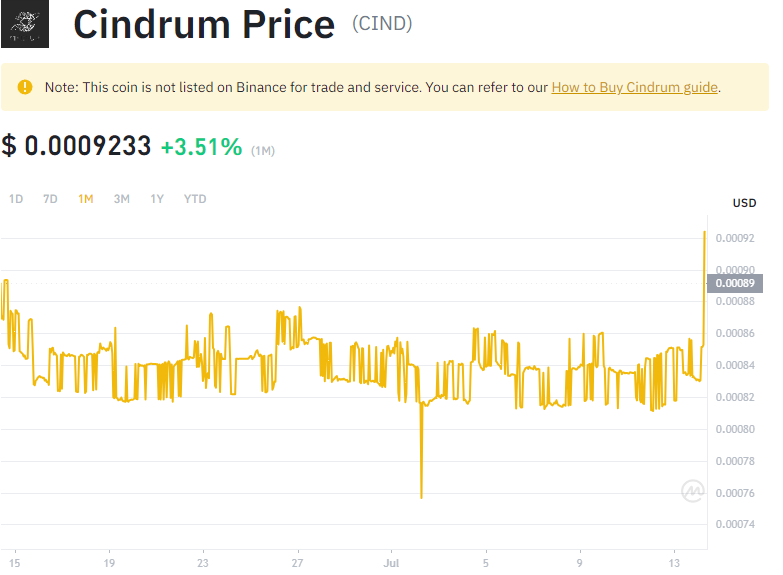 Cindrum Price (CIND)
Note: This coin is not listed on Binance for trade and service. You can refer to our How to Buy Cindrum guide.
$ 0.0009233 +3.51% (1M)
1D 7D 1M 3M 1Y YTD
USD
0.00092
0.00090
0.00089
0.00088
0.00086
0.00084
0.00082
0.00080
0.00078
0.00076
0.00074
15 19 23 27 Jul 5 9 13